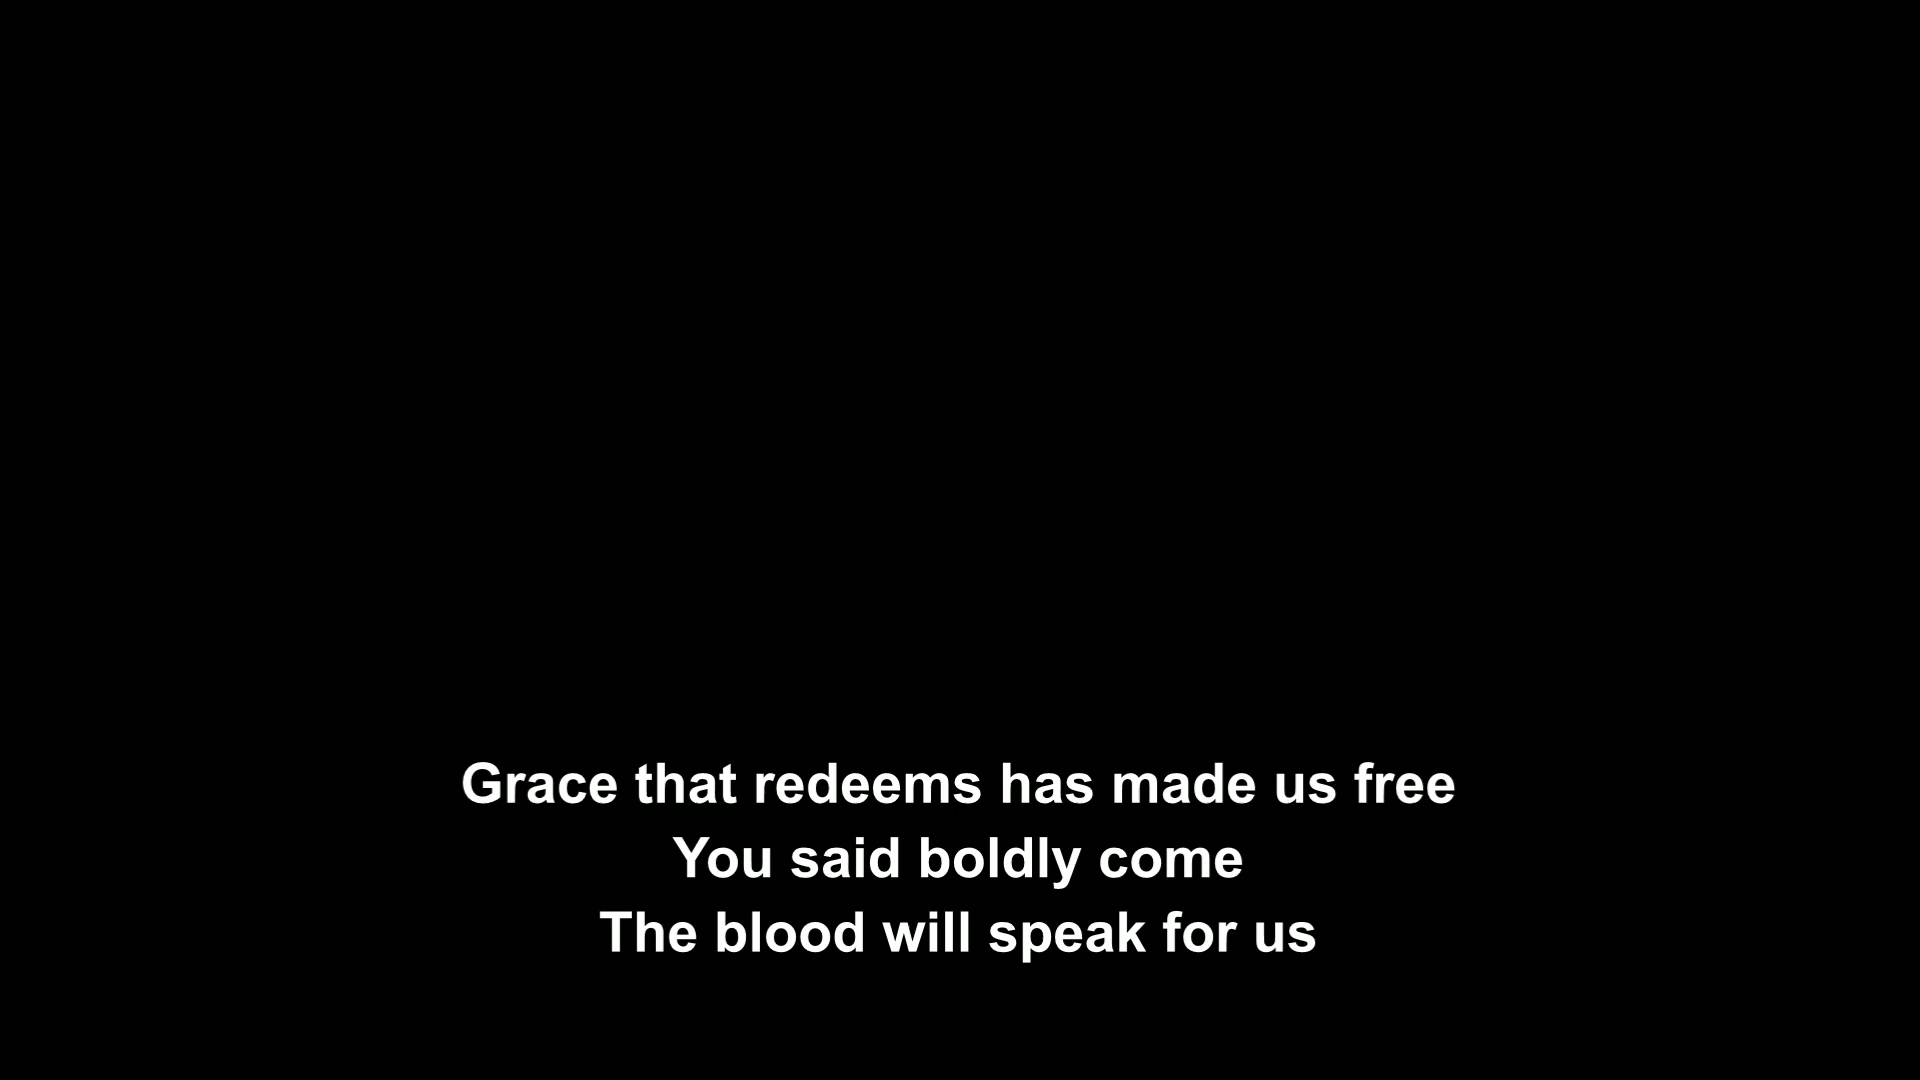 Grace that redeems has made us free
You said boldly come
The blood will speak for us